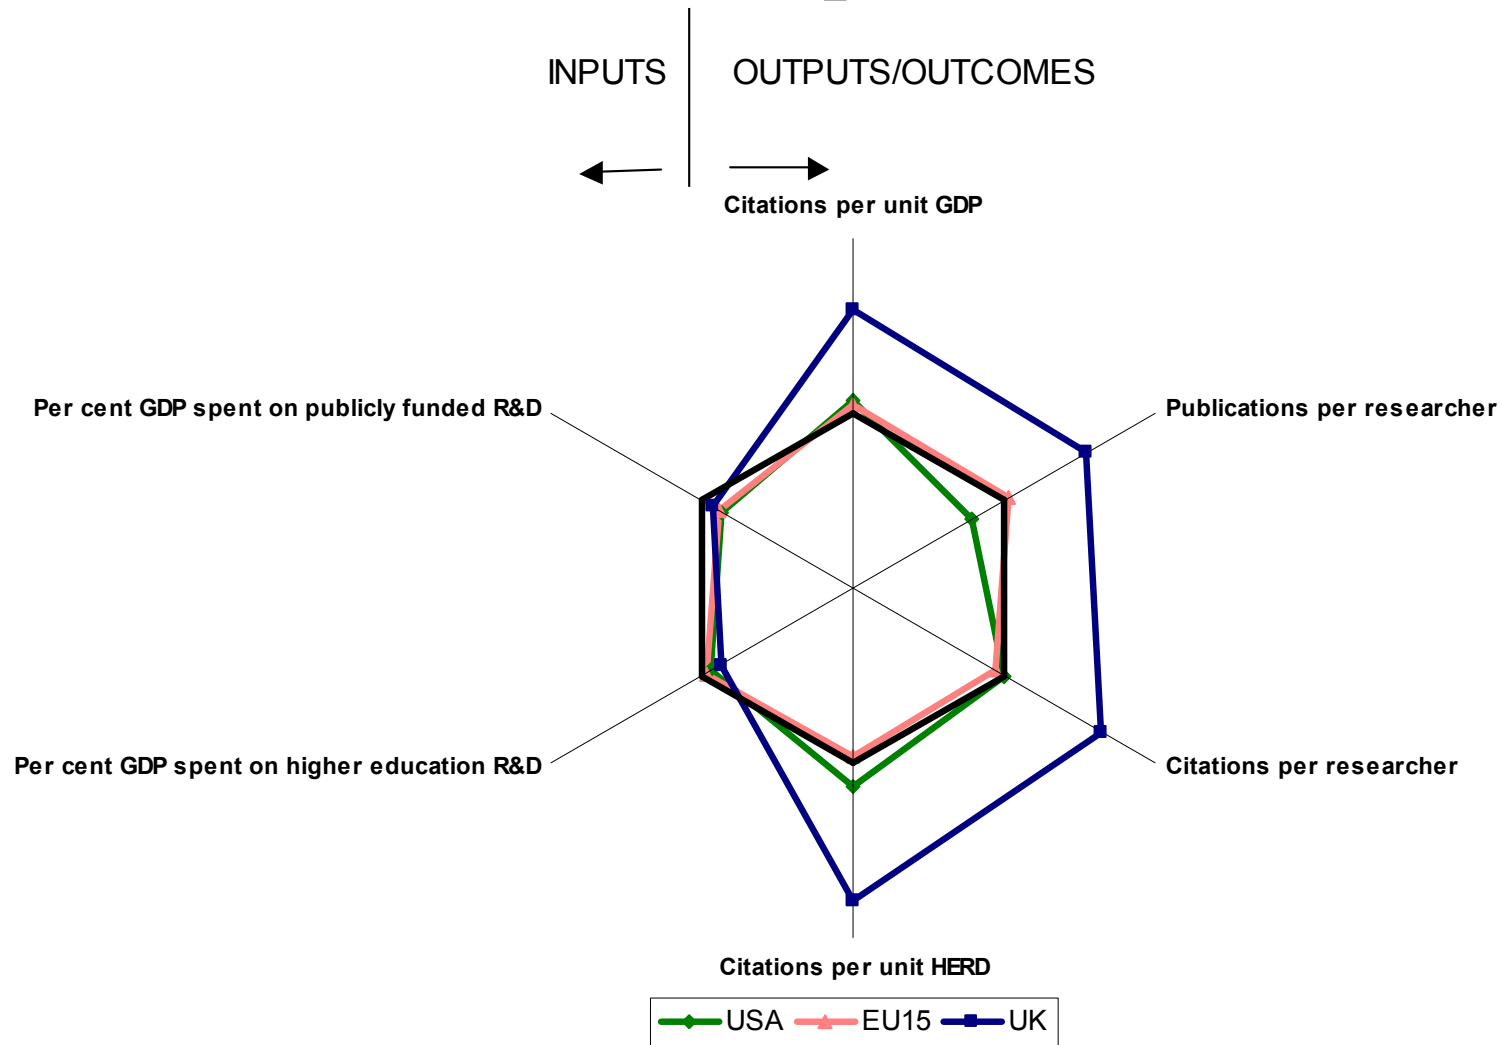 INPUTS OUTPUTS/OUTCOMES
Citations per unit GDP
Per cent GDP spent on publicly funded R&D
Publications per researcher
Per cent GDP spent on higher education R&D
Citations per researcher
Citations per unit HERD
USA EU15 UK